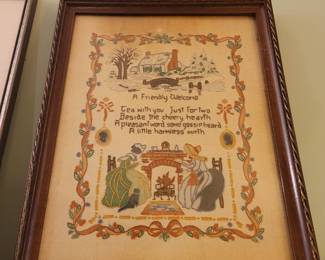 A Friendly Welcome
Tea with you just for two
Beside the cheery hearth
A pleasant word some gossip heard
A little harmless mirth